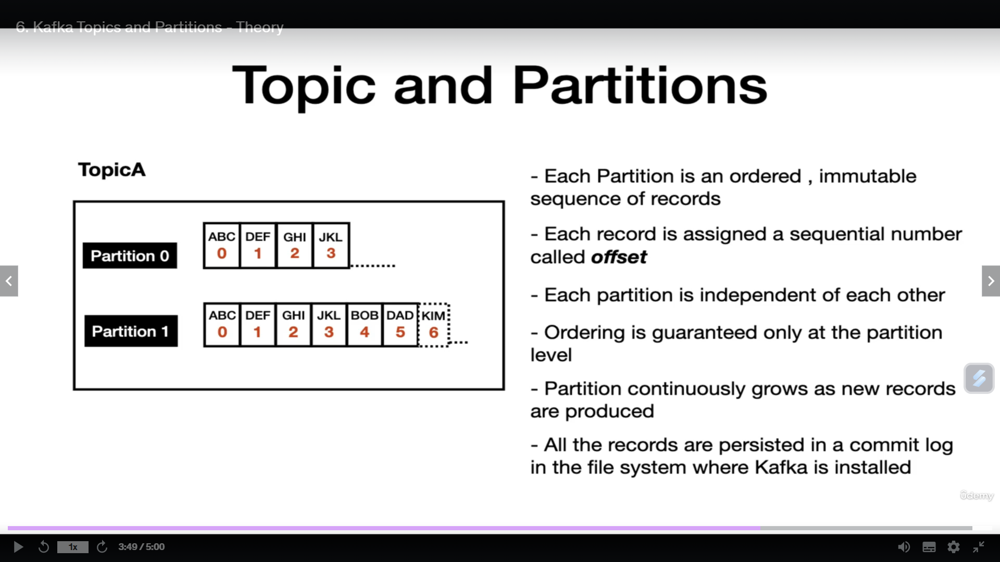 6. Kafka Topics and Partitions - Theory
Topic and Partitions
TopicA
Partition 0
ABC DEF GHI JKL
0 1 2 3
Partition 1
ABC DEF GHI JKL BOB DAD KIM
0 1 2 3 4 5 6
- Each Partition is an ordered , immutable
sequence of records
- Each record is assigned a sequential number
called offset
- Each partition is independent of each other
- Ordering is guaranteed only at the partition
level
- Partition continuously grows as new records
are produced
- All the records are persisted in a commit log
in the file system where Kafka is installed
ûdemy
1x
3:49 / 5:00